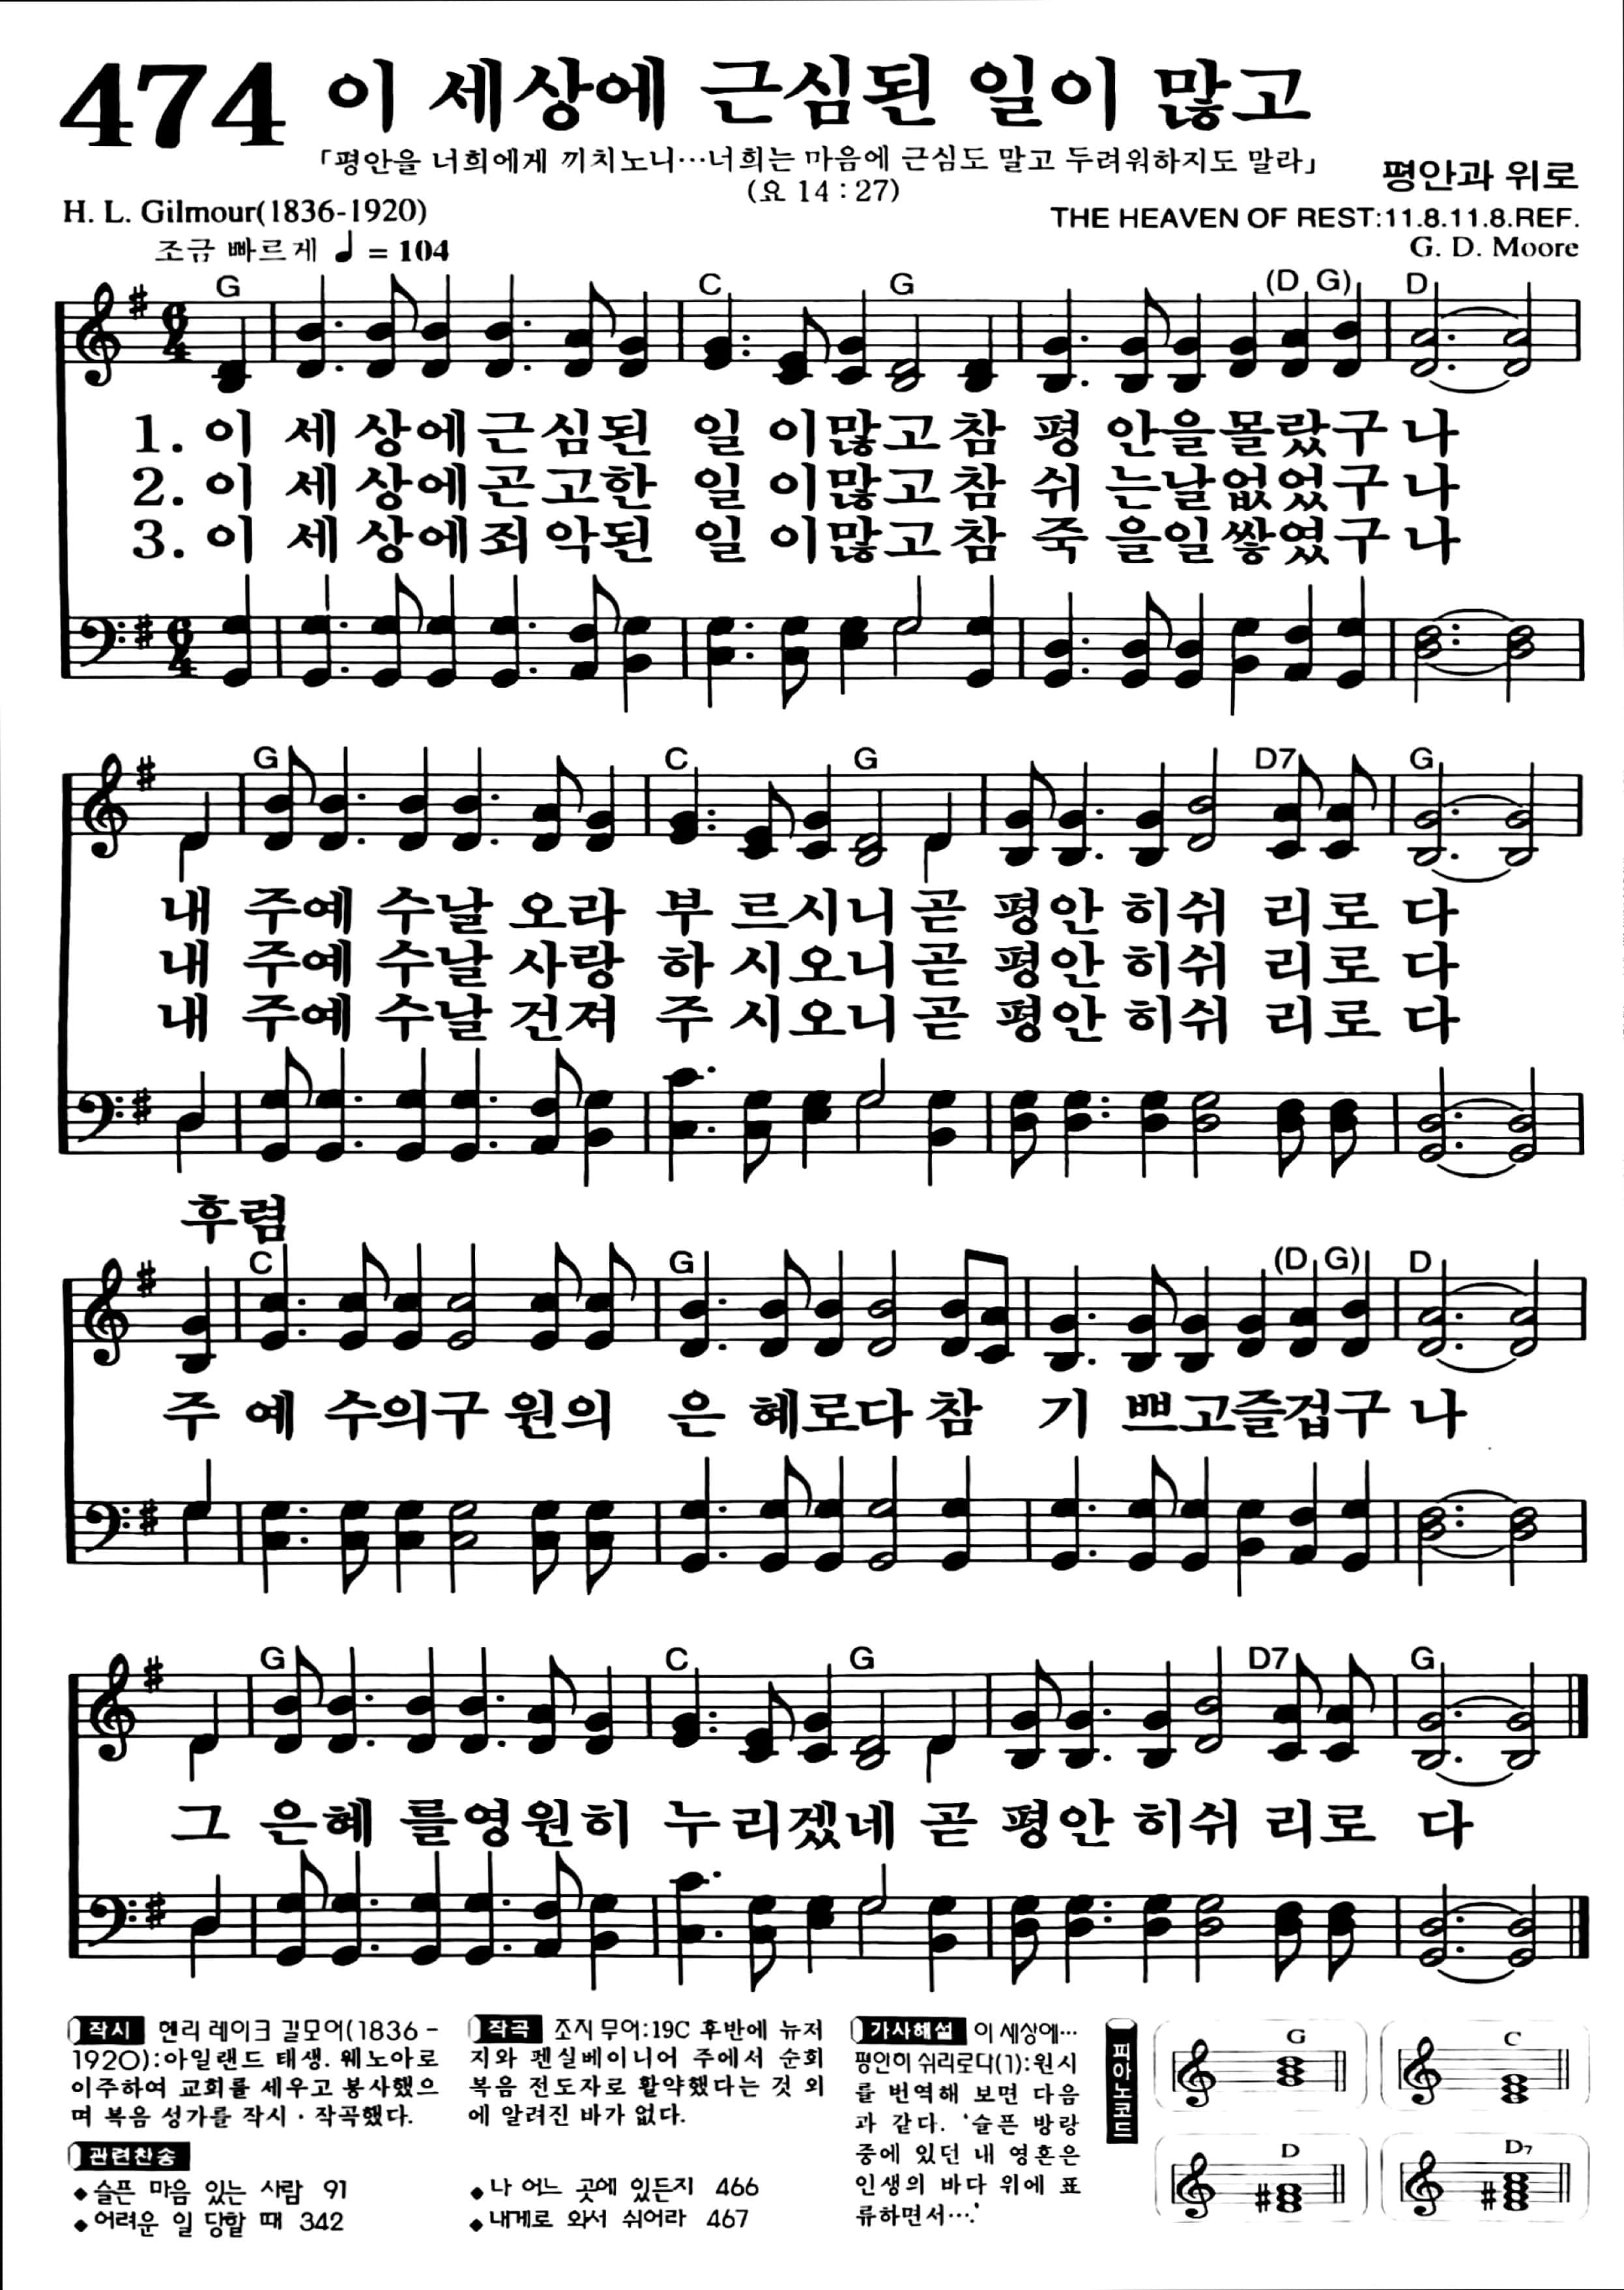 474 이 세상에 근심된 일이 많고
「평안을 너희에게 끼치노니…너희는 마음에 근심도 말고 두려워하지도 말라」
(요 14 : 27)
평안과 위로
H. L. Gilmour(1836-1920)
THE HEAVEN OF REST:11.8.11.8.REF.
조금 빠르게 ♩ = 104
G. D. Moore
G C G (D G) D
6/4
1. 이 세 상에근심된 일 이많고참 평 안을몰랐구 나
2. 이 세 상에곤고한 일 이많고참 쉬 는날없었구 나
3. 이 세 상에죄악된 일 이많고참 죽 을일쌓였구 나
6/4
G C G D7 G
내 주예 수날 오라 부 르시니곧 평안 히쉬 리로 다
내 주예 수날 사랑 하 시오니곧 평안 히쉬 리로 다
내 주예 수날 건져 주 시오니곧 평안 히쉬 리로 다
후렴
C G (D G) D
주 예 수의구 원의 은 혜로다 참 기 쁘고즐겁구 나
G C G D7 G
그 은혜 를영원히 누리겠네 곧 평안 히쉬 리로 다
작시 헨리 레이크 길모어(1836-
1920):아일랜드 태생. 웨노아로
이주하여 교회를 세우고 봉사했으
며 복음 성가를 작시·작곡했다.
작곡 조지 무어:19C 후반에 뉴저
지와 펜실베이니어 주에서 순회
복음 전도자로 활약했다는 것 외
에 알려진 바가 없다.
가사해설 이 세상에…
평안히 쉬리로다(1):원시
를 번역해 보면 다음
과 같다. '슬픈 방랑
중에 있던 내 영혼은
인생의 바다 위에 표
류하면서….'
관련찬송
◆슬픈 마음 있는 사람 91
◆어려운 일 당할 때 342
◆나 어느 곳에 있든지 466
◆내게로 와서 쉬어라 467
피아노코드
G C
D D7